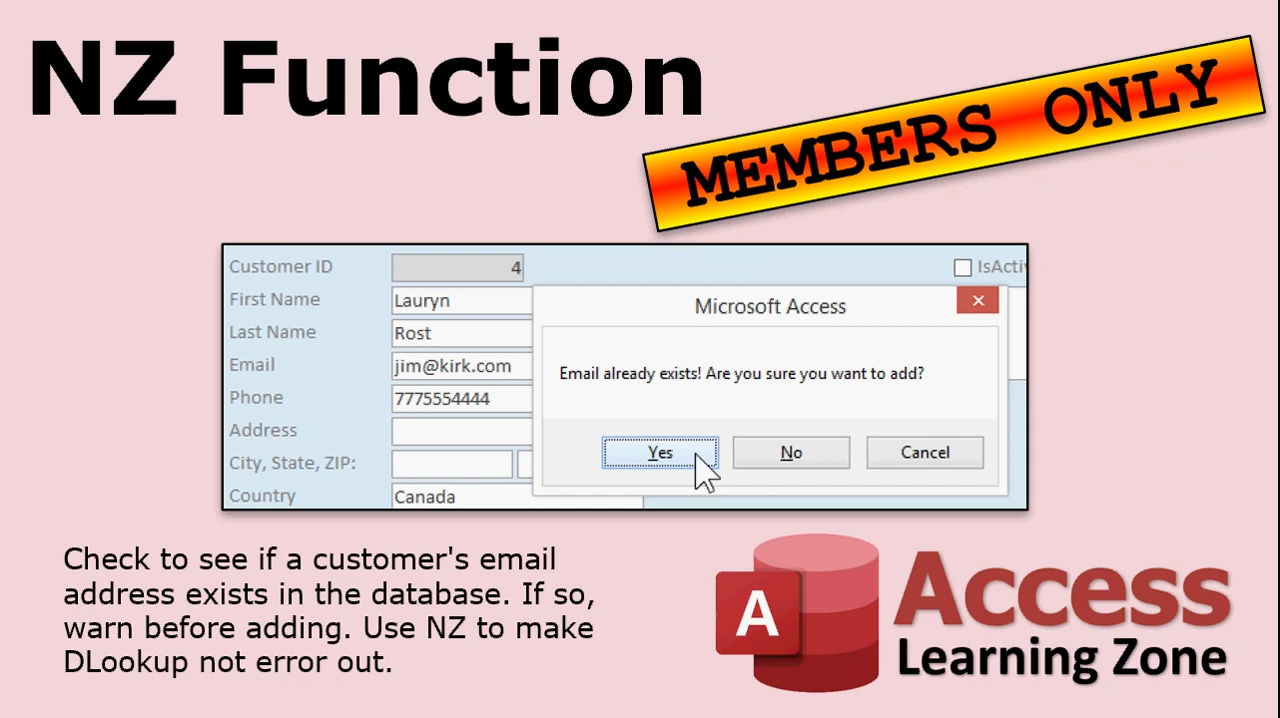 NZ Function
MEMBERS ONLY
Customer ID 4
First Name Lauryn
Last Name Rost
Email jim@kirk.com
Phone 7775554444
Address
City, State, ZIP:
Country Canada
IsActi
Microsoft Access
Email already exists! Are you sure you want to add?
Yes No Cancel
Check to see if a customer's email
address exists in the database. If so,
warn before adding. Use NZ to make
DLookup not error out.
A
Access
Learning Zone